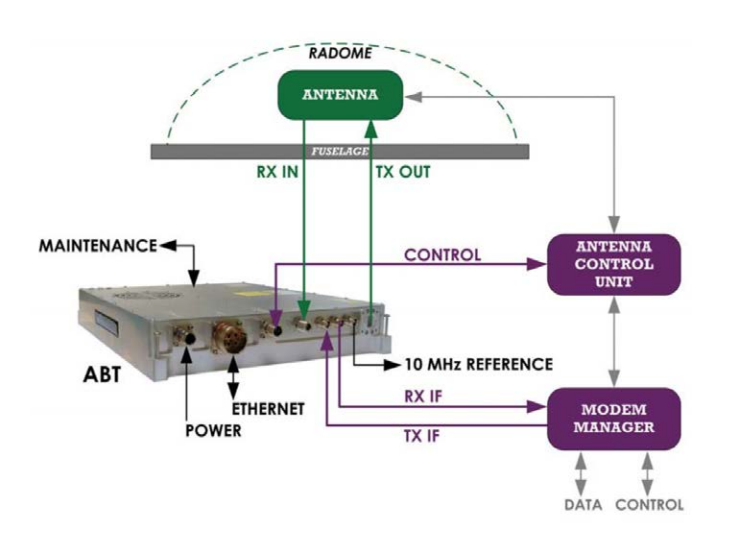 RADOME
ANTENNA
FUSELAGE
RX IN
TX OUT
MAINTENANCE
CONTROL
ANTENNA
CONTROL
UNIT
ABT
10 MHz REFERENCE
ETHERNET
POWER
RX IF
TX IF
MODEM
MANAGER
DATA
CONTROL